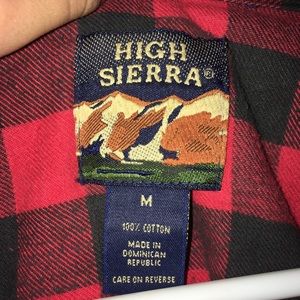 HIGH
SIERRA®
M
100% COTTON
MADE IN
DOMINICAN
REPUBLIC
CARE ON REVERSE